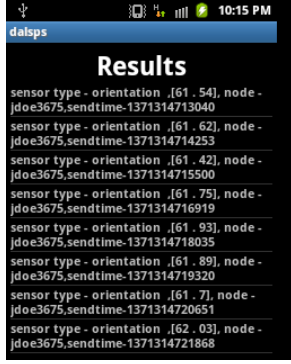 10:15 PM
dalsps
Results
sensor type - orientation ,[61 . 54], node -
jdoe3675,sendtime-1371314713040
sensor type - orientation ,[61 . 62], node -
jdoe3675,sendtime-1371314714253
sensor type - orientation ,[61 . 42], node -
jdoe3675,sendtime-1371314715500
sensor type - orientation ,[61 . 75], node -
jdoe3675,sendtime-1371314716919
sensor type - orientation ,[61 . 93], node -
jdoe3675,sendtime-1371314718035
sensor type - orientation ,[61 . 89], node -
jdoe3675,sendtime-1371314719320
sensor type - orientation ,[61 . 7], node -
jdoe3675,sendtime-1371314720651
sensor type - orientation ,[62 . 03], node -
jdoe3675,sendtime-1371314721868